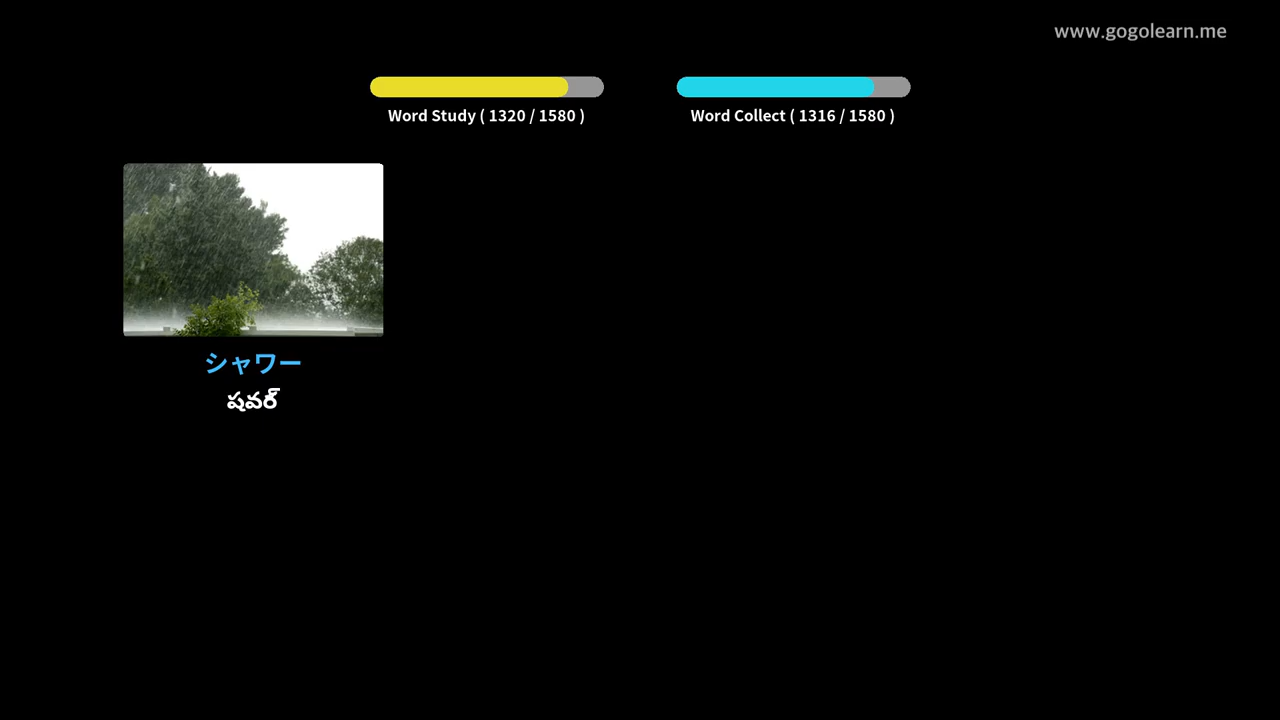 www.gogolearn.me
Word Study ( 1320 / 1580 )
Word Collect ( 1316 / 1580 )
シャワー
షవర్